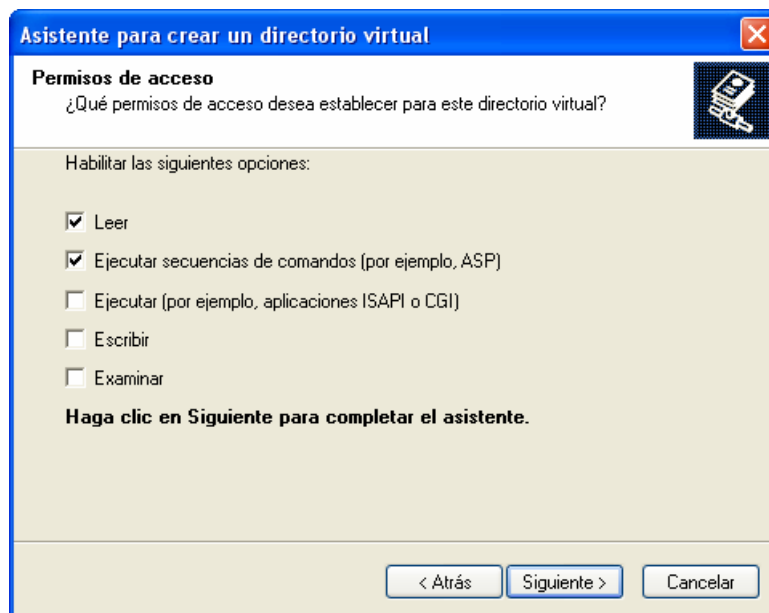 Asistente para crear un directorio virtual
Permisos de acceso
¿Qué permisos de acceso desea establecer para este directorio virtual?
Habilitar las siguientes opciones:
Leer
Ejecutar secuencias de comandos (por ejemplo, ASP)
Ejecutar (por ejemplo, aplicaciones ISAPI o CGI)
Escribir
Examinar
Haga clic en Siguiente para completar el asistente.
< Atrás Siguiente > Cancelar